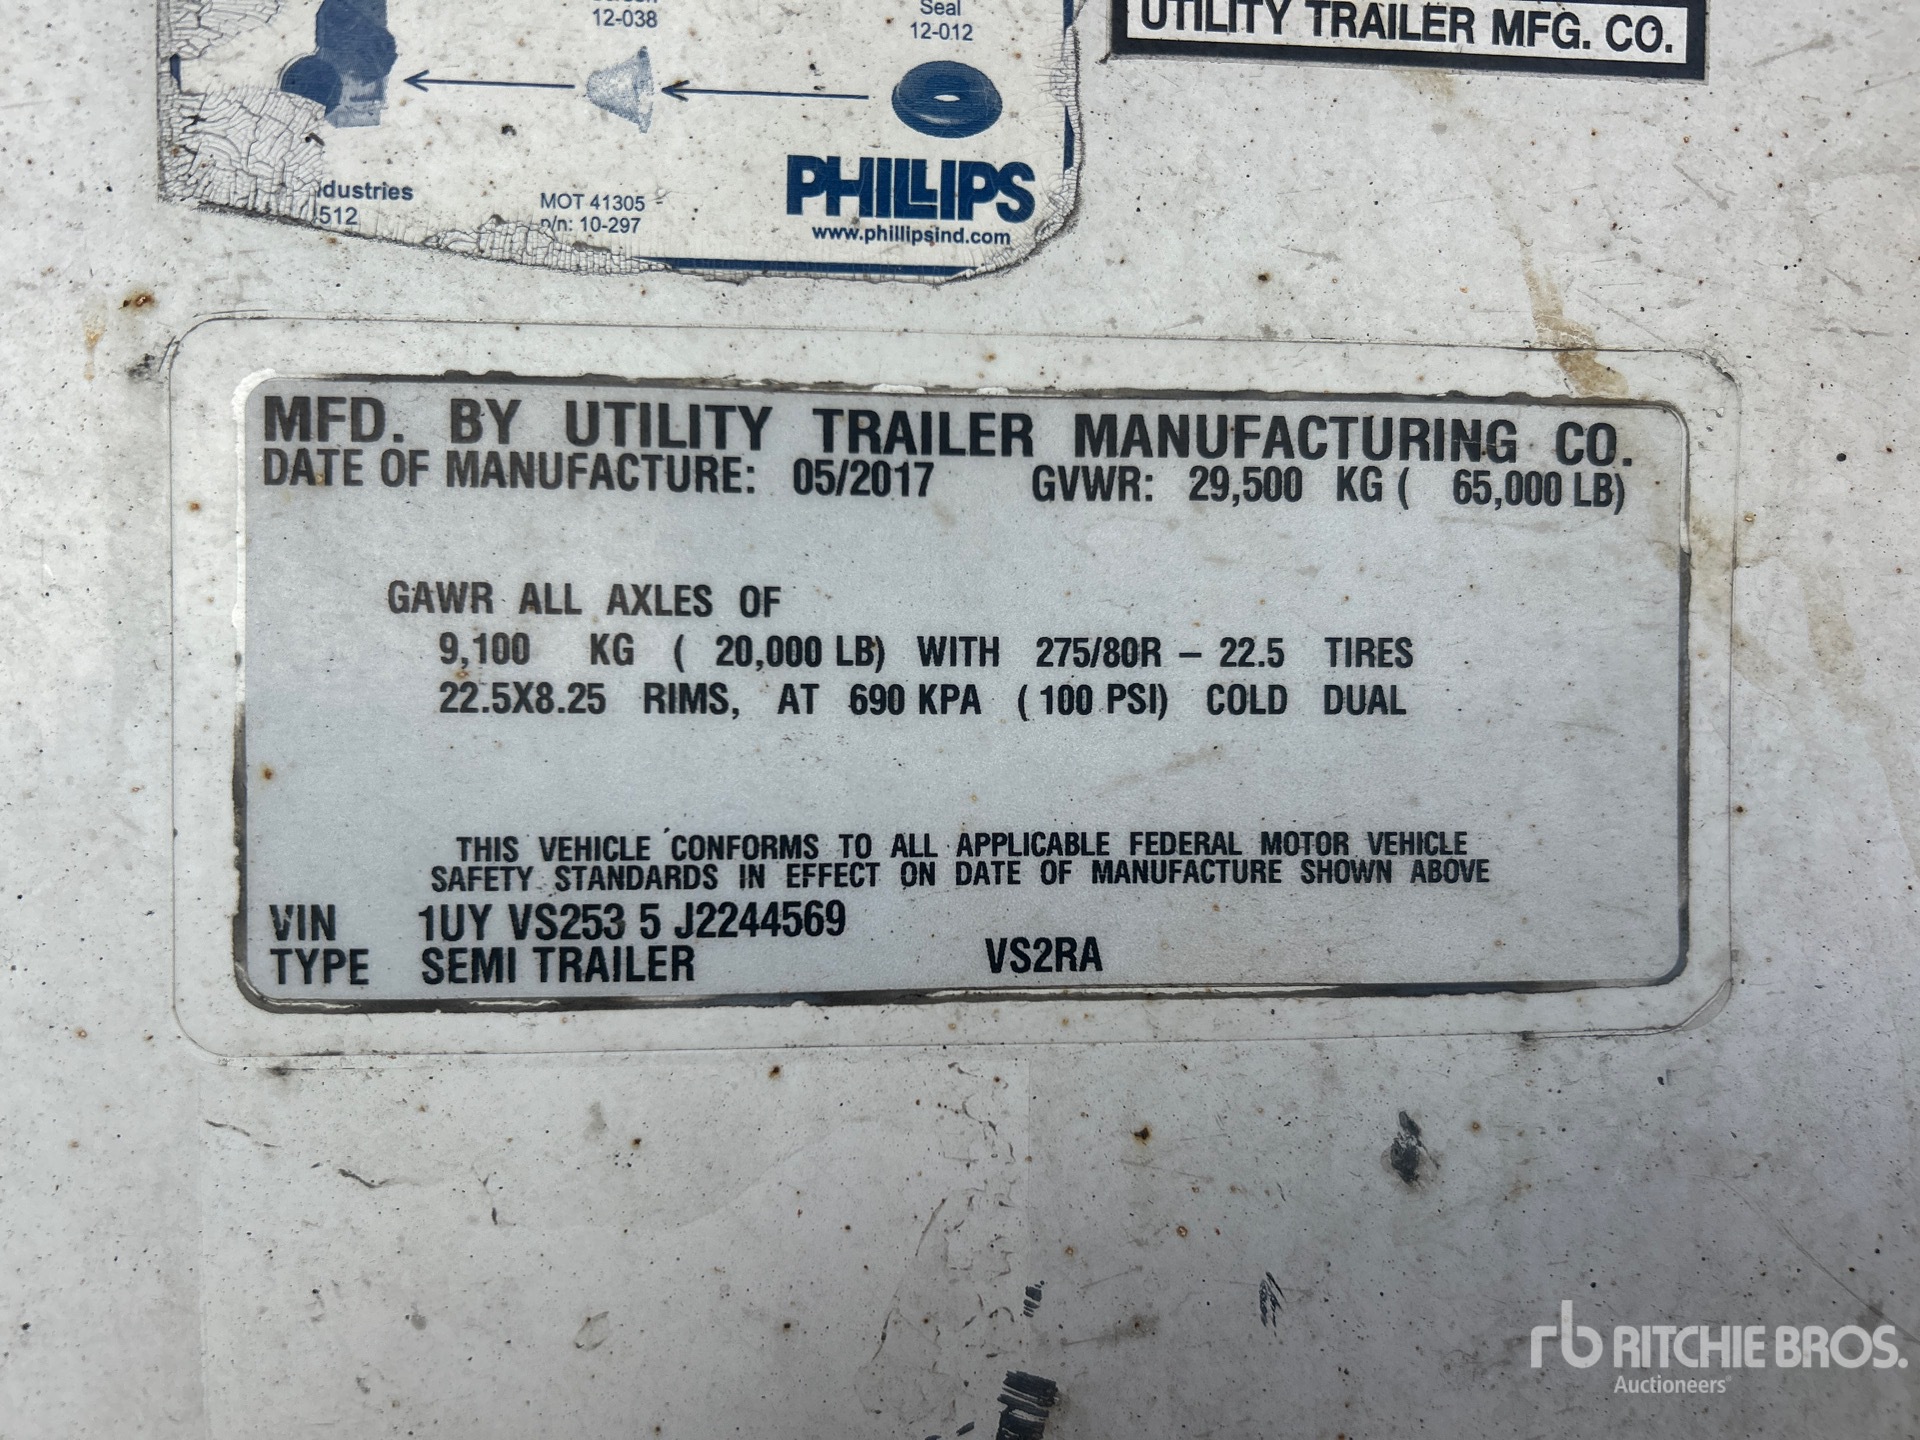 12-038
Seal
12-012
UTILITY TRAILER MFG. CO.
512
MOT 41305
p/n: 10-297
PHILLIPS
www.phillipsind.com
MFD. BY UTILITY TRAILER MANUFACTURING CO.
DATE OF MANUFACTURE: 05/2017 GVWR: 29,500 KG ( 65,000 LB)
GAWR ALL AXLES OF
9,100 KG ( 20,000 LB) WITH 275/80R – 22.5 TIRES
22.5X8.25 RIMS, AT 690 KPA ( 100 PSI) COLD DUAL
THIS VEHICLE CONFORMS TO ALL APPLICABLE FEDERAL MOTOR VEHICLE
SAFETY STANDARDS IN EFFECT ON DATE OF MANUFACTURE SHOWN ABOVE
VIN 1UY VS253 5 J2244569
TYPE SEMI TRAILER VS2RA
rb RITCHIE BROS.
Auctioneers